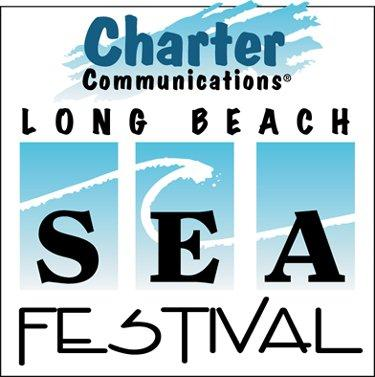 Charter
Communications®
LONG BEACH
SEA
FESTIVAL